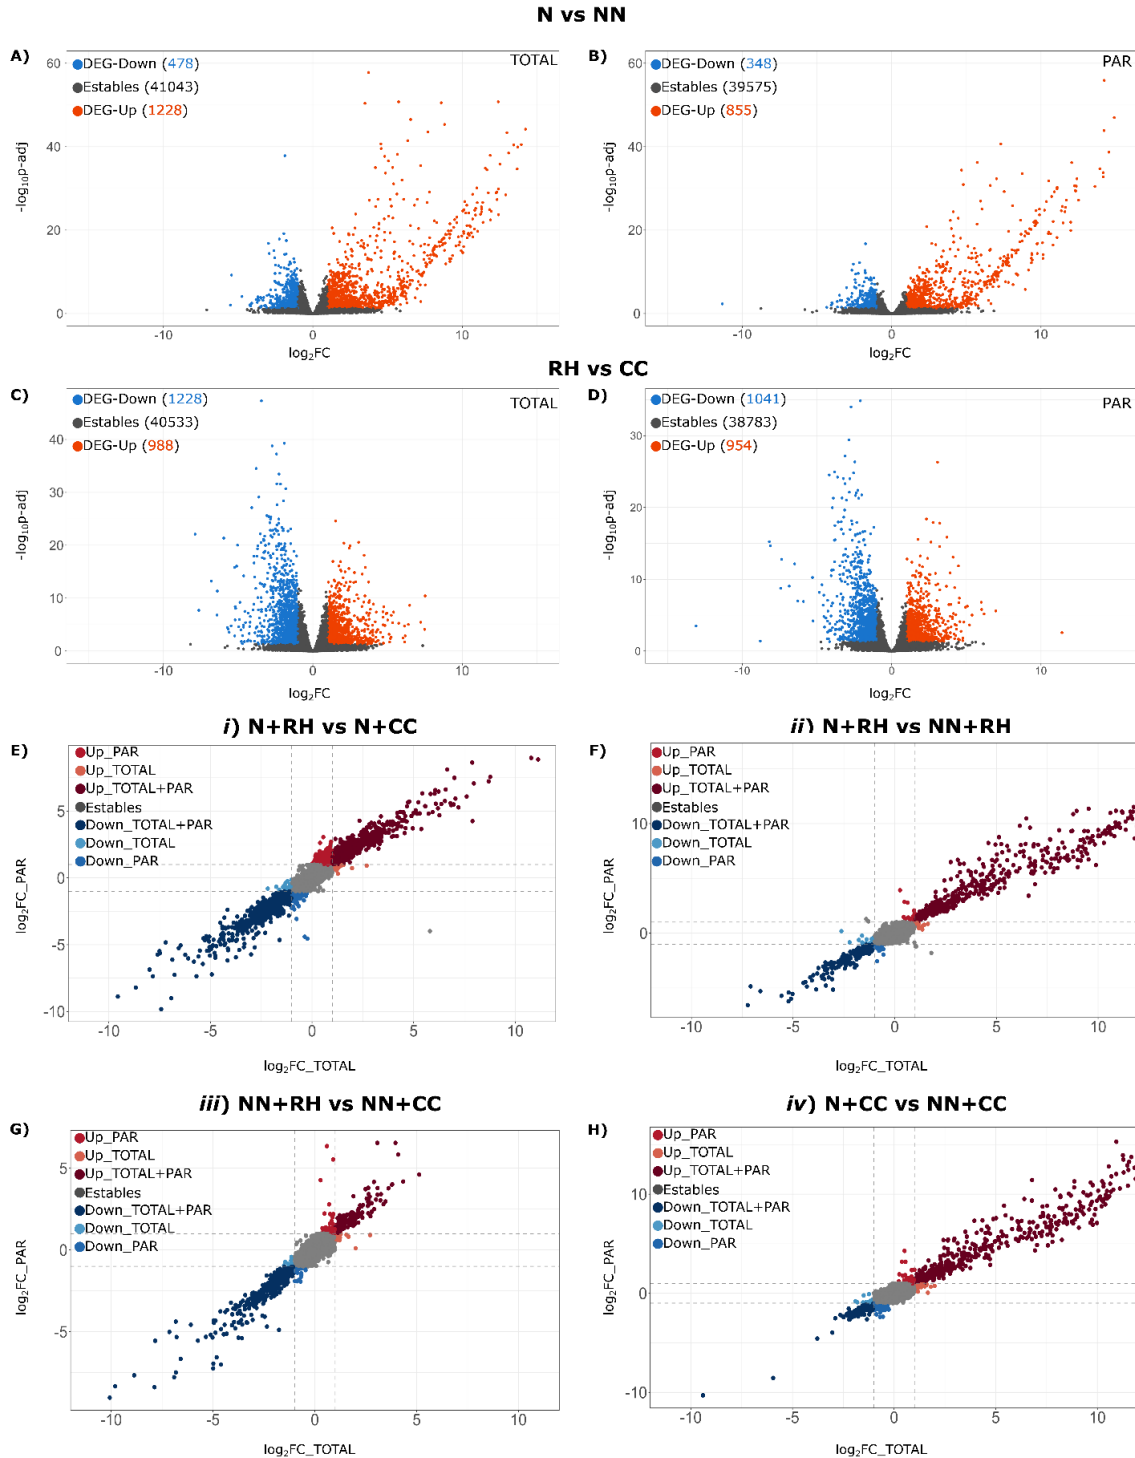 N vs NN
A)
DEG-Down (478)
Estables (41043)
DEG-Up (1228)
TOTAL
60
40
20
0
-log₁₀p-adj
-10
0
10
log₂FC
B)
DEG-Down (348)
Estables (39575)
DEG-Up (855)
PAR
60
40
20
0
-log₁₀p-adj
-10
0
10
log₂FC
RH vs CC
C)
DEG-Down (1228)
Estables (40533)
DEG-Up (988)
TOTAL
40
30
20
10
0
-log₁₀p-adj
-10
0
10
log₂FC
D)
DEG-Down (1041)
Estables (38783)
DEG-Up (954)
PAR
30
20
10
0
-log₁₀p-adj
-10
0
10
log₂FC
i) N+RH vs N+CC
E)
Up_PAR
Up_TOTAL
Up_TOTAL+PAR
Estables
Down_TOTAL+PAR
Down_TOTAL
Down_PAR
5
0
-5
-10
log₂FC_PAR
-10
-5
0
5
10
log₂FC_TOTAL
ii) N+RH vs NN+RH
F)
Up_PAR
Up_TOTAL
Up_TOTAL+PAR
Estables
Down_TOTAL+PAR
Down_TOTAL
Down_PAR
10
0
log₂FC_PAR
-10
-5
0
5
10
log₂FC_TOTAL
iii) NN+RH vs NN+CC
G)
Up_PAR
Up_TOTAL
Up_TOTAL+PAR
Estables
Down_TOTAL+PAR
Down_TOTAL
Down_PAR
5
0
-5
log₂FC_PAR
-10
-5
0
5
10
log₂FC_TOTAL
iv) N+CC vs NN+CC
H)
Up_PAR
Up_TOTAL
Up_TOTAL+PAR
Estables
Down_TOTAL+PAR
Down_TOTAL
Down_PAR
10
0
-10
log₂FC_PAR
-10
-5
0
5
10
log₂FC_TOTAL